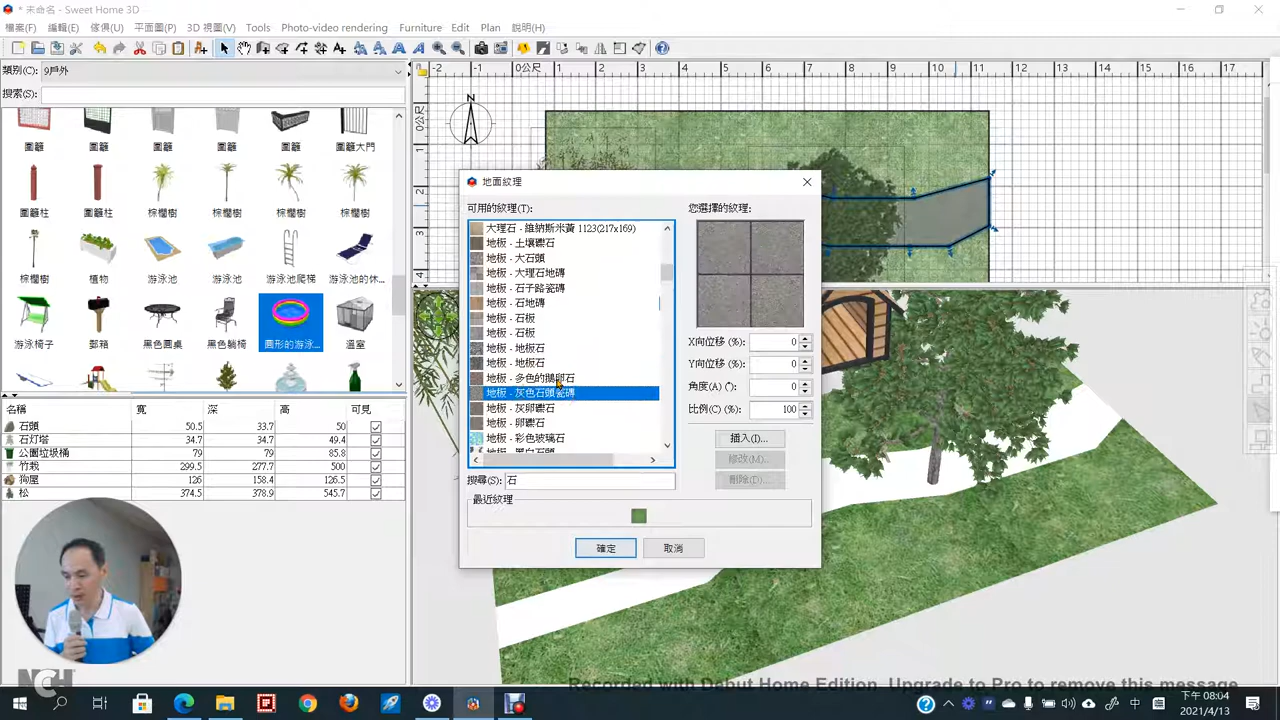 * 未命名 - Sweet Home 3D
檔案(F) 編輯(E) 傢俱(U) 平面圖(P) 3D 視圖(V) Tools Photo-video rendering Furniture Edit Plan 說明(H)
類別(C): 9戶外
搜索(S):
圍籬 圍籬 圍籬 圍籬 圍籬大門
圍籬柱 圍籬柱 棕櫚樹 棕櫚樹 棕櫚樹 棕櫚樹
棕櫚樹 植物 游泳池 游泳池 游泳池爬梯 游泳池的休...
游泳椅子 郵箱 黑色圓桌 黑色躺椅 圓形的游泳... 溫室
名稱 寬 深 高 可見
石頭 50.5 33.7 50
石灯塔 34.7 34.7 49.4
公園垃圾桶 79 49 85.8
竹栽 299.5 277.7 500
狗屋 126 158.4 126.5
松 374.5 378.9 545.7
NCH
-2 -1 0公尺 1 2 3 4 5 6 7 8 9 10 11 12 13 14 15 16 17
0公尺
1
2
3
4
N
地面紋理
可用的紋理(T):
大理石 - 維納斯米黃 1123(217x169)
地板 - 土壤礫石
地板 - 大石頭
地板 - 大理石地磚
地板 - 石子路瓷磚
地板 - 石地磚
地板 - 石板
地板 - 石板
地板 - 地板石
地板 - 地板石
地板 - 多色的鵝卵石
地板 - 灰色石頭瓷磚
地板 - 灰卵礫石
地板 - 卵礫石
地板 - 彩色玻璃石
地板 - 黑白石頭
搜尋(S): 石
您選擇的紋理:
X向位移 (%): 0
Y向位移 (%): 0
角度(A) (°): 0
比例(C) (%): 100
插入(I)...
修改(M)...
刪除(D)...
最近紋理
確定 取消
Recorded with Debut Home Edition. Upgrade to Pro to remove this message
中
下午 08:04
2021/4/13